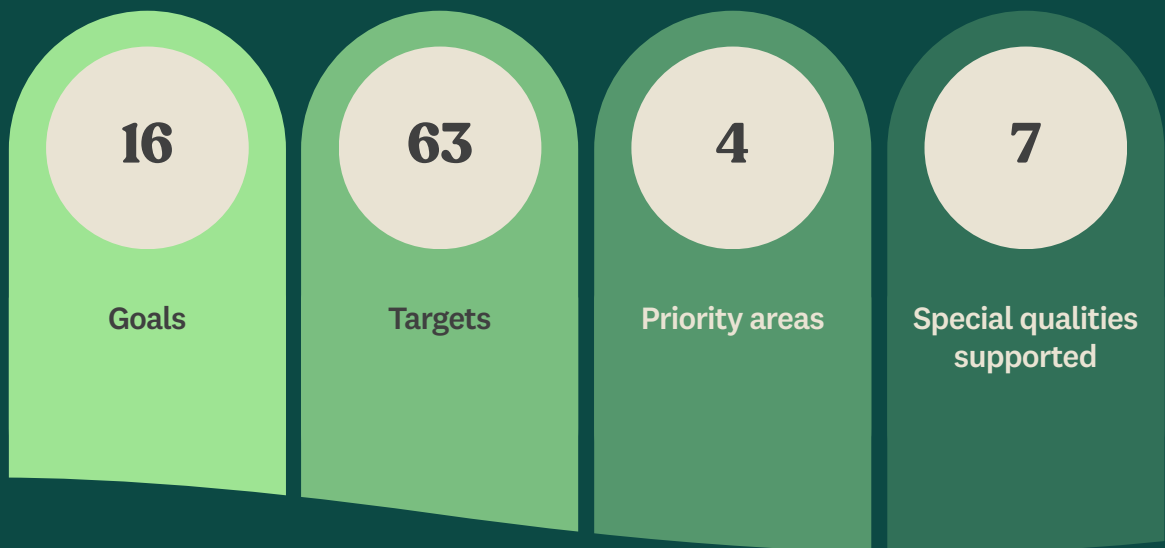 16
Goals
63
Targets
4
Priority areas
7
Special qualities
supported